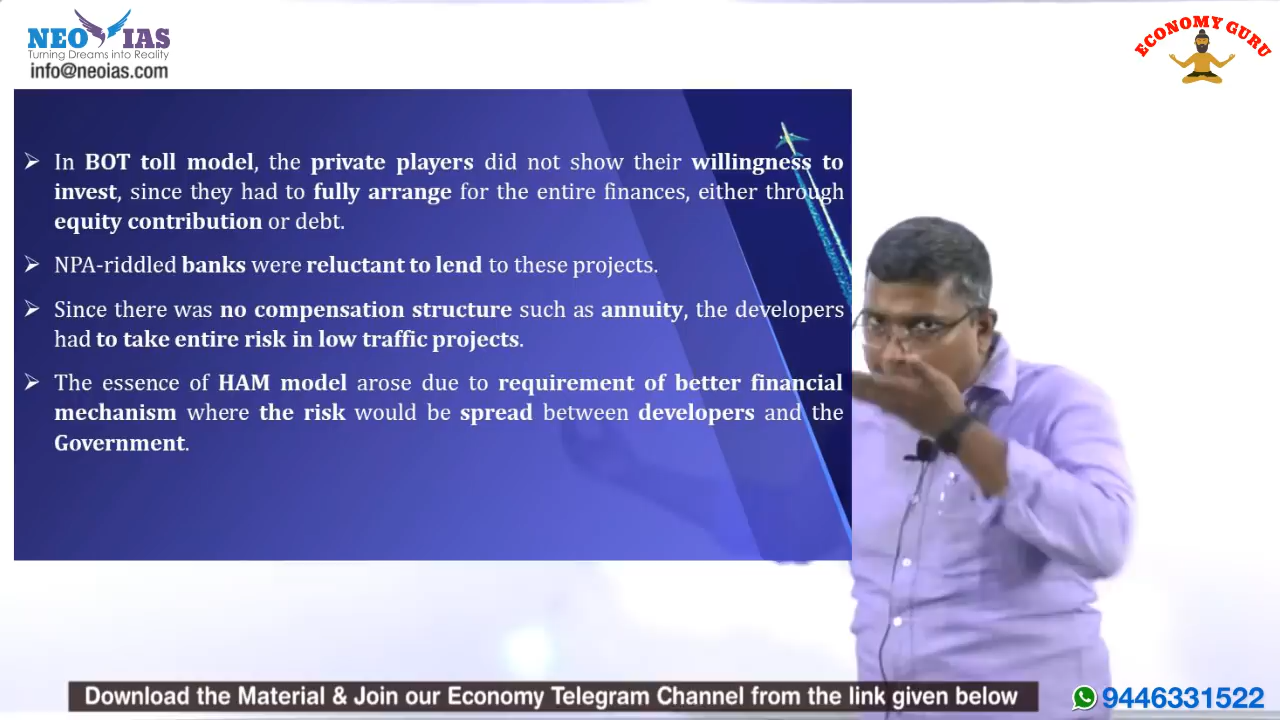 NEO IAS
Turning Dreams into Reality
info@neoias.com
ECONOMY GURU
In BOT toll model, the private players did not show their willingness to
invest, since they had to fully arrange for the entire finances, either through
equity contribution or debt.
NPA-riddled banks were reluctant to lend to these projects.
Since there was no compensation structure such as annuity, the developers
had to take entire risk in low traffic projects.
The essence of HAM model arose due to requirement of better financial
mechanism where the risk would be spread between developers and the
Government.
Download the Material & Join our Economy Telegram Channel from the link given below
9446331522